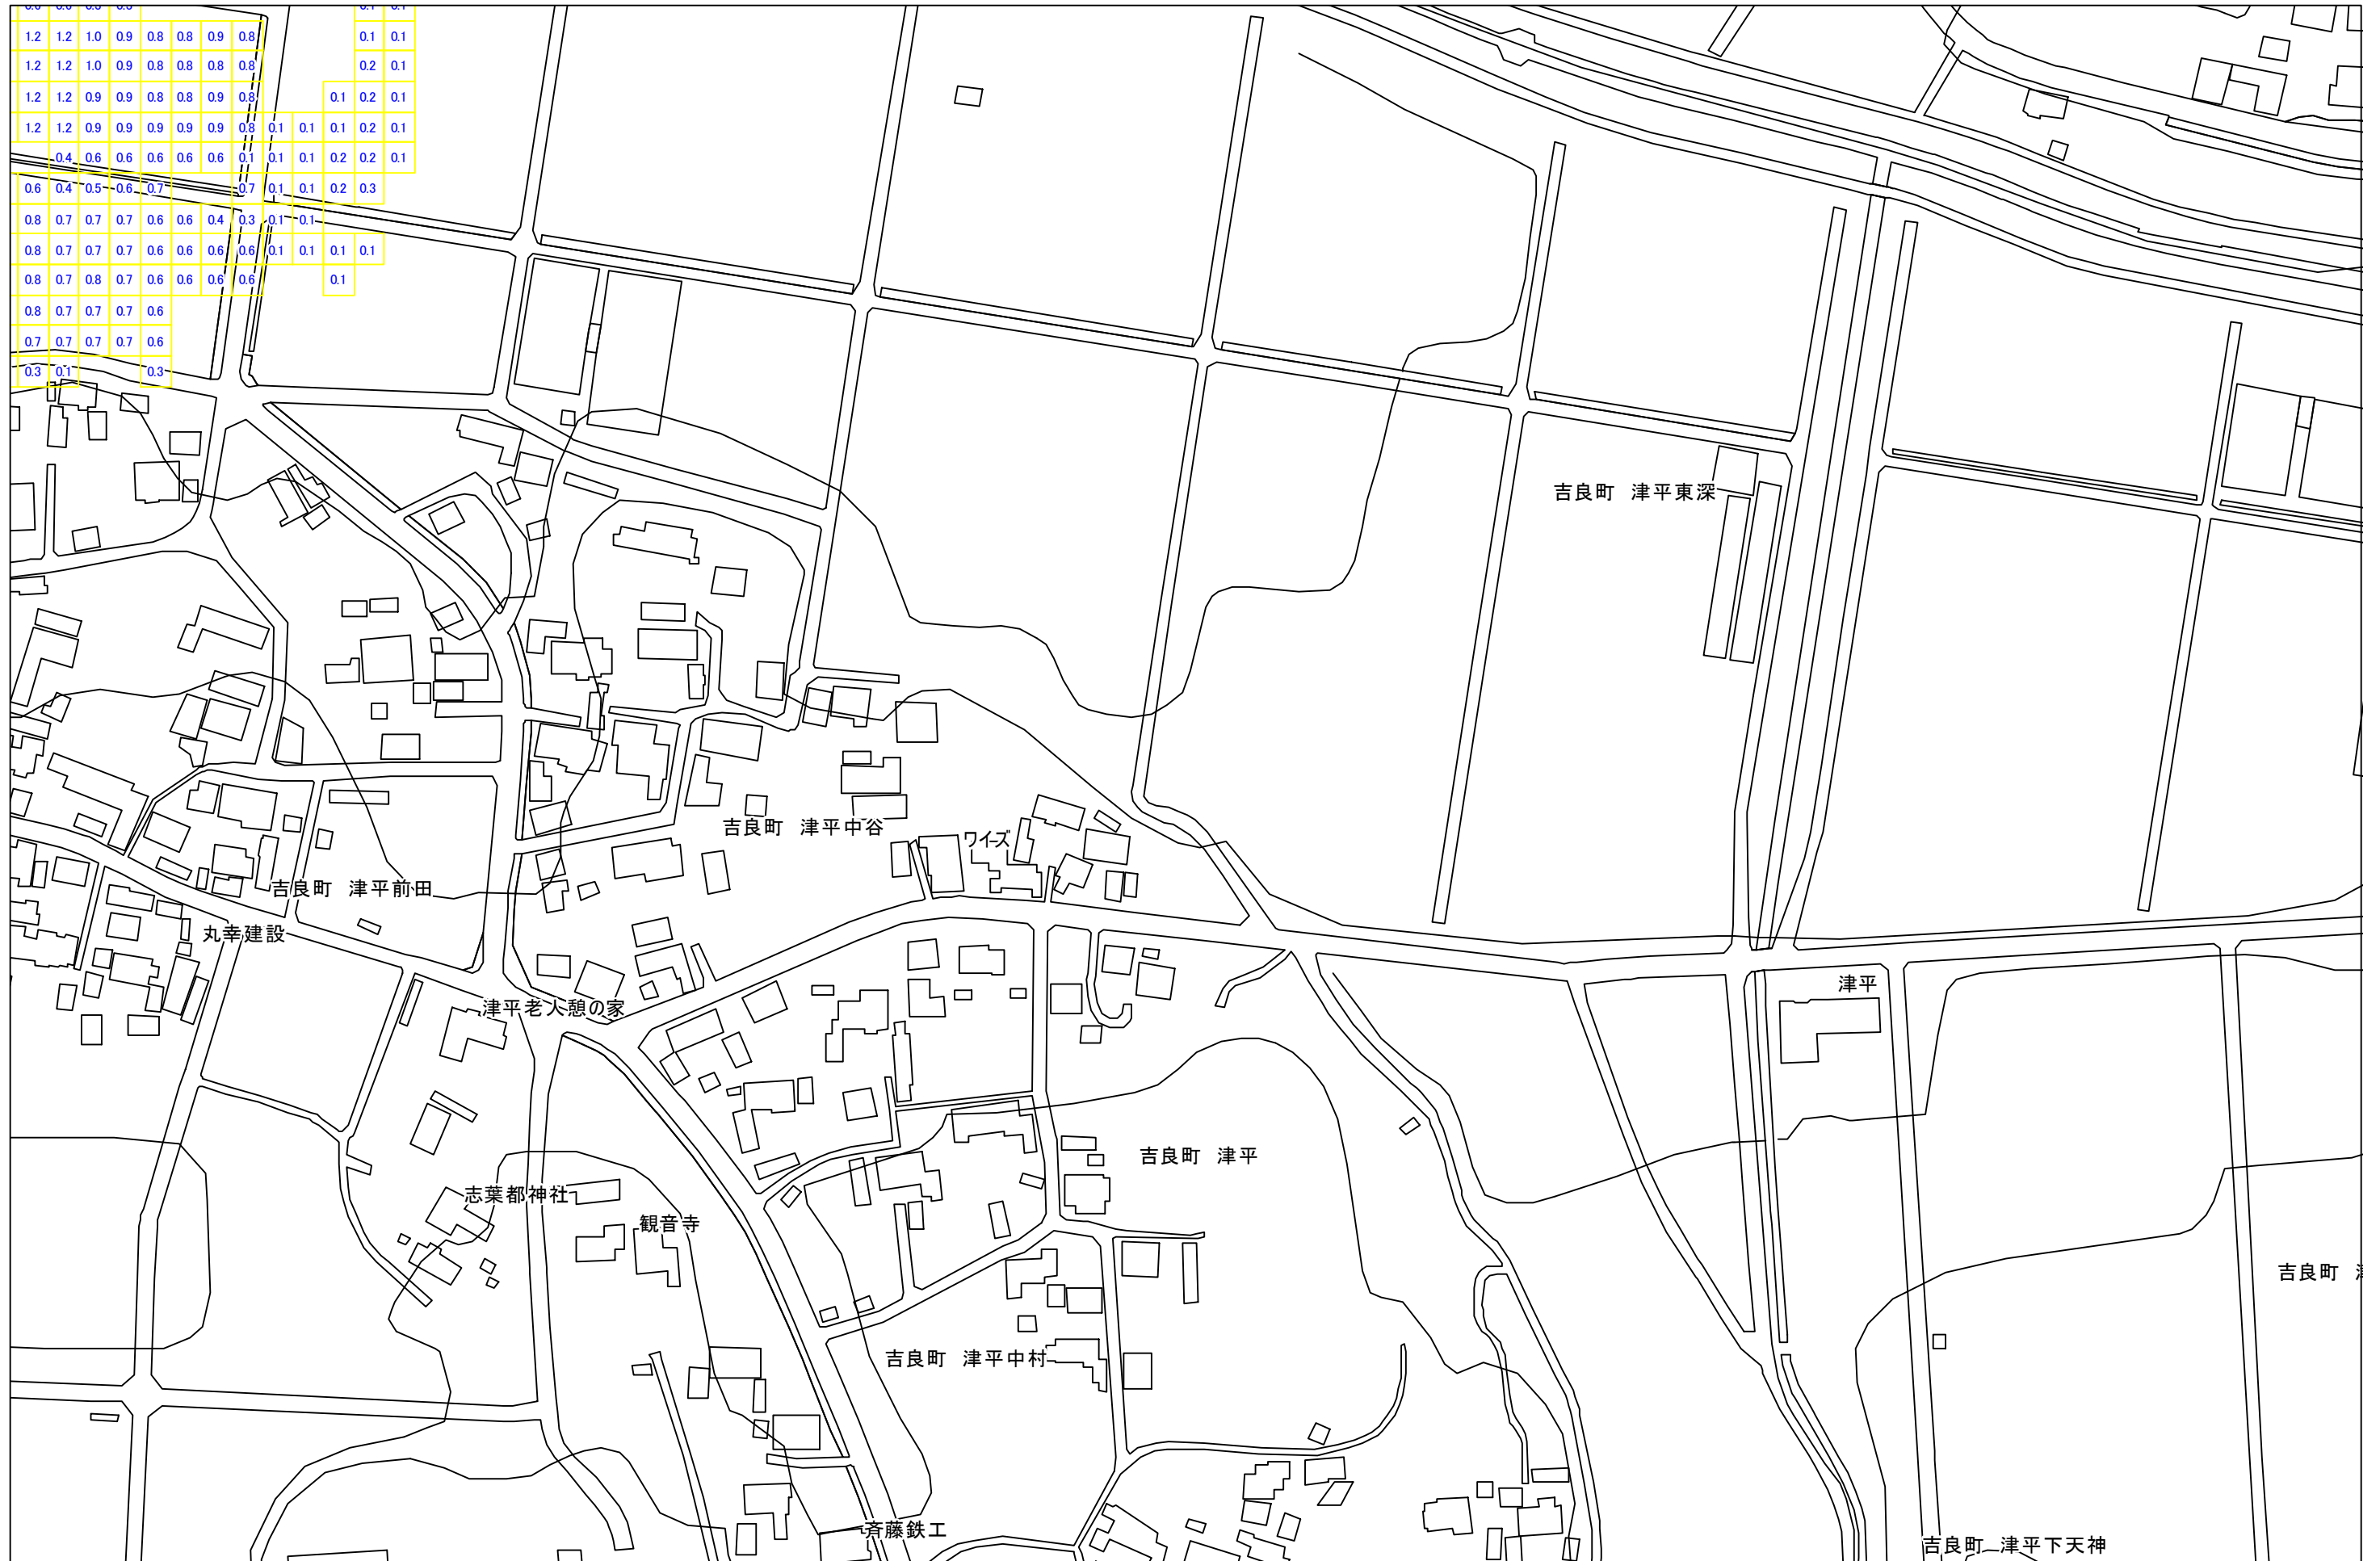 1.2 1.2 1.0 0.9 0.8 0.8 0.9 0.8 0.1 0.1
1.2 1.2 1.0 0.9 0.8 0.8 0.8 0.8 0.2 0.1
1.2 1.2 0.9 0.9 0.8 0.8 0.9 0.8 0.1 0.2 0.1
1.2 1.2 0.9 0.9 0.9 0.9 0.9 0.8 0.1 0.1 0.1 0.2 0.1
0.4 0.6 0.6 0.6 0.6 0.6 0.1 0.1 0.1 0.2 0.2 0.1
0.6 0.4 0.5 0.6 0.7 0.7 0.1 0.1 0.2 0.3
0.8 0.7 0.7 0.7 0.6 0.6 0.4 0.3 0.1 0.1
0.8 0.7 0.7 0.7 0.6 0.6 0.6 0.6 0.1 0.1 0.1 0.1
0.8 0.7 0.8 0.7 0.6 0.6 0.6 0.6 0.1
0.8 0.7 0.7 0.7 0.6
0.7 0.7 0.7 0.7 0.6
0.3 0.1 0.3
吉良町　津平東深
吉良町　津平中谷
ワイズ
吉良町　津平前田
丸幸建設
津平
津平老人憩の家
吉良町　津平
志葉都神社
観音寺
吉良町
吉良町　津平中村
斉藤鉄工
吉良町　津平下天神